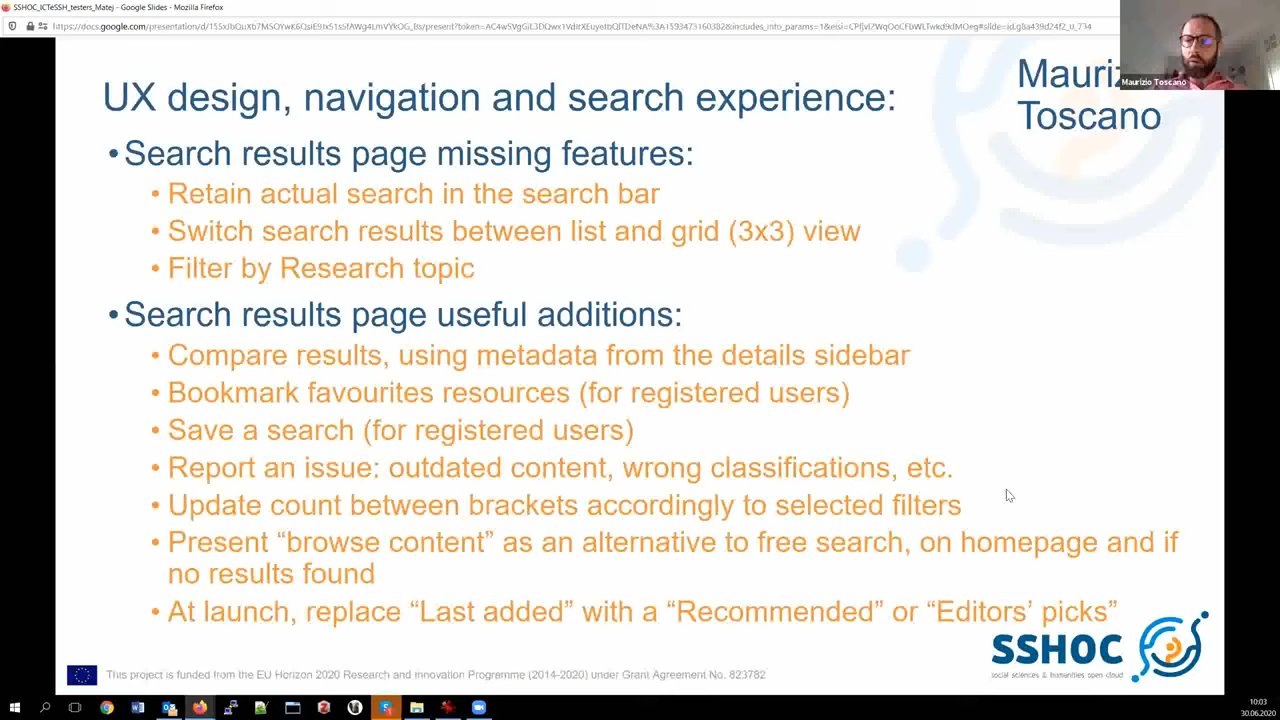 SSHOC_ICTeSSH_testers_Matej - Google Slides - Mozilla Firefox
Maurizio Toscano
UX design, navigation and search experience:
Toscano
•Search results page missing features:
• Retain actual search in the search bar
• Switch search results between list and grid (3x3) view
• Filter by Research topic
•Search results page useful additions:
• Compare results, using metadata from the details sidebar
• Bookmark favourites resources (for registered users)
• Save a search (for registered users)
• Report an issue: outdated content, wrong classifications, etc.
• Update count between brackets accordingly to selected filters
• Present “browse content” as an alternative to free search, on homepage and if
no results found
• At launch, replace “Last added” with a “Recommended” or “Editors’ picks”
SSHOC
social sciences & humanities open cloud
This project is funded from the EU Horizon 2020 Research and Innovation Programme (2014-2020) under Grant Agreement No. 823782
10:03
30.06.2020